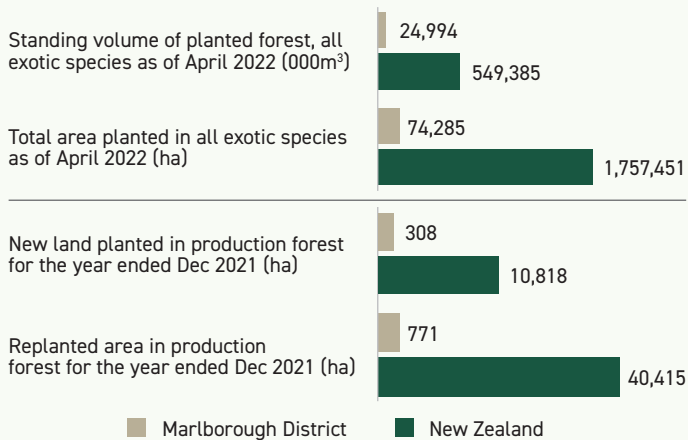 Standing volume of planted forest, all
exotic species as of April 2022 (000m³)
24,994
549,385
Total area planted in all exotic species
as of April 2022 (ha)
74,285
1,757,451
New land planted in production forest
for the year ended Dec 2021 (ha)
308
10,818
Replanted area in production
forest for the year ended Dec 2021 (ha)
771
40,415
Marlborough District
New Zealand